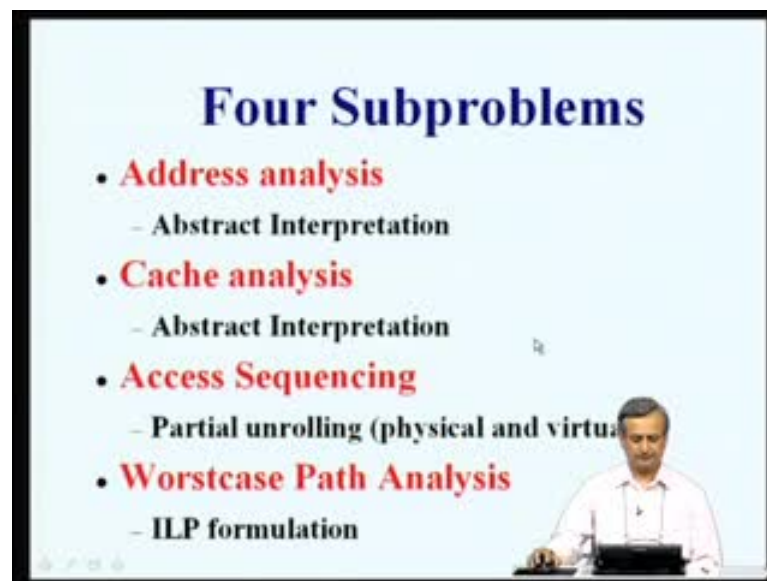 Four Subproblems
• Address analysis
– Abstract Interpretation
• Cache analysis
– Abstract Interpretation
• Access Sequencing
– Partial unrolling (physical and
• Worstcase Path Analysis
– ILP formulation